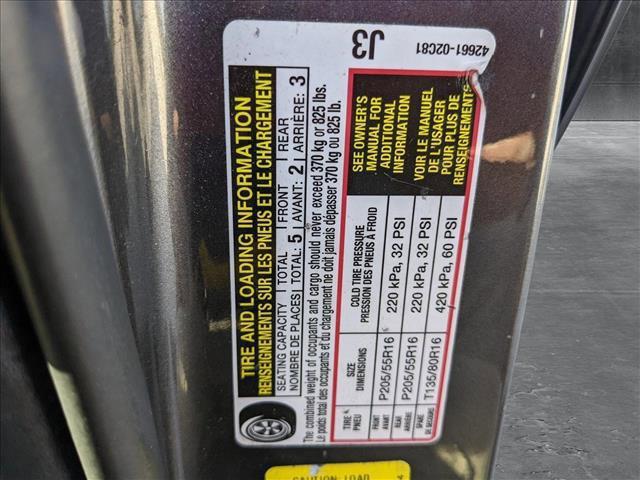 TIRE AND LOADING INFORMATION
RENSEIGNEMENTS SUR LES PNEUS ET LE CHARGEMENT
SEATING CAPACITY TOTAL FRONT REAR
NOMBRE DE PLACES TOTAL: 5 AVANT: 2 ARRIÈRE: 3
The combined weight of occupants and cargo should never exceed 370 kg or 825 lbs.
Le poids total des occupants et du chargement ne doit jamais dépasser 370 kg ou 825 lb.
TIRE SIZE COLD TIRE PRESSURE
PNEU DIMENSIONS PRESSION DES PNEUS À FROID
FRONT P205/55R16 220 kPa, 32 PSI
AVANT
REAR P205/55R16 220 kPa, 32 PSI
ARRIÈRE
SPARE T135/80R16 420 kPa, 60 PSI
DE SECOURS
SEE OWNER'S
MANUAL FOR
ADDITIONAL
INFORMATION
VOIR LE MANUEL
DE L'USAGER
POUR PLUS DE
RENSEIGNEMENTS
J3
42661-02C81
CAUTION LOAD